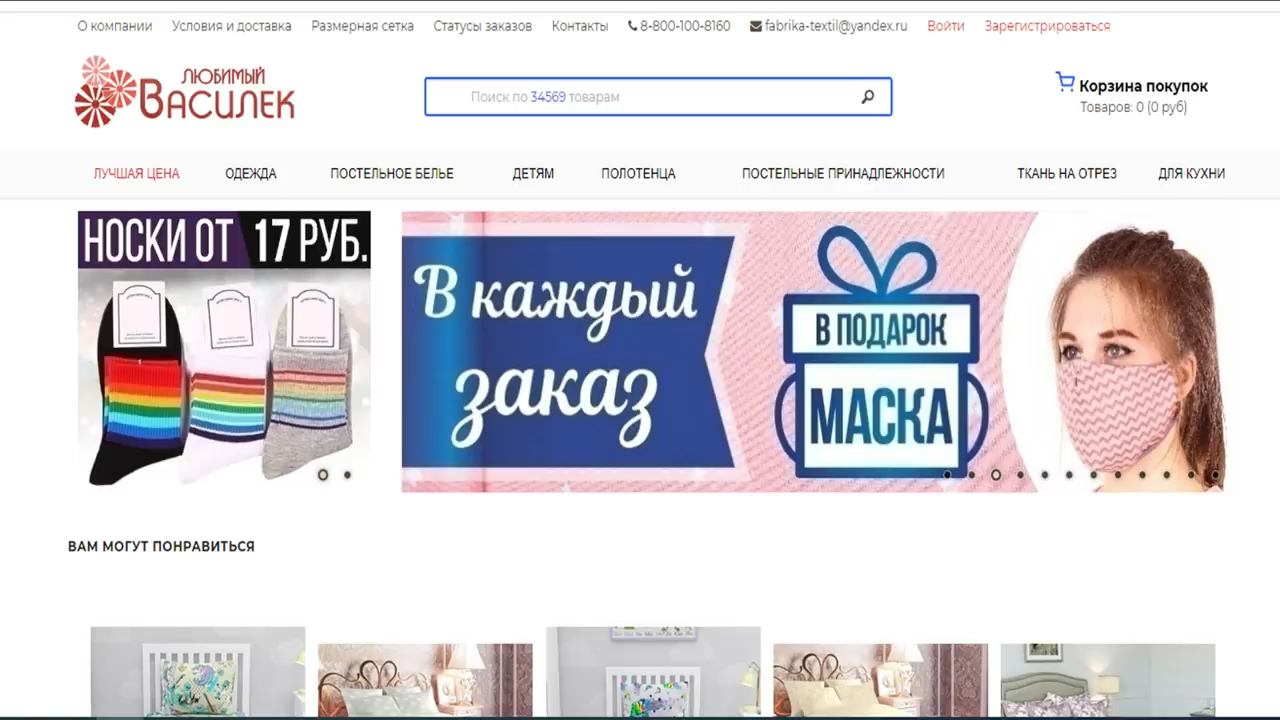 О компании Условия и доставка Размерная сетка Статусы заказов Контакты 8-800-100-8160 fabrika-textil@yandex.ru Войти Зарегистрироваться
ЛЮБИМЫЙ
ВАСИЛЕК
Поиск по 34569 товарам
Корзина покупок
Товаров: 0 (0 руб)
ЛУЧШАЯ ЦЕНА ОДЕЖДА ПОСТЕЛЬНОЕ БЕЛЬЕ ДЕТЯМ ПОЛОТЕНЦА ПОСТЕЛЬНЫЕ ПРИНАДЛЕЖНОСТИ ТКАНЬ НА ОТРЕЗ ДЛЯ КУХНИ
НОСКИ ОТ 17 РУБ.
В каждый
заказ
В ПОДАРОК
МАСКА
ВАМ МОГУТ ПОНРАВИТЬСЯ